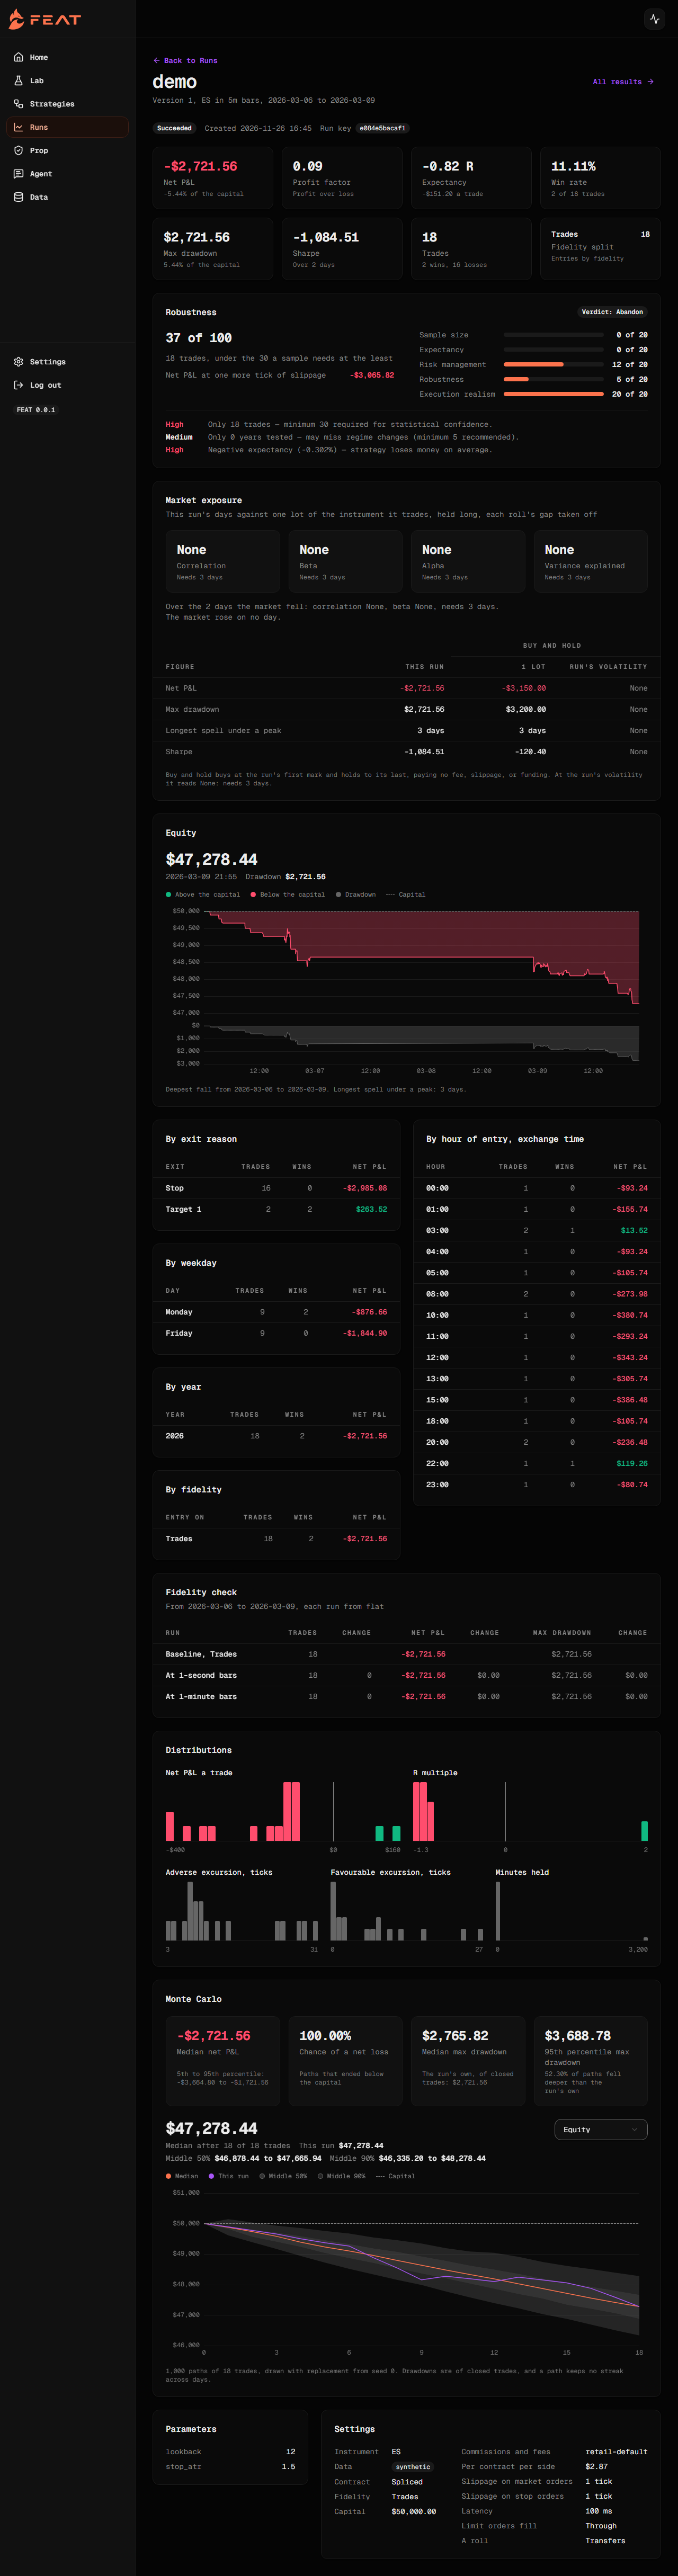 FEAT
Home
Lab
Strategies
Runs
Prop
Agent
Data
Settings
Log out
FEAT 0.0.1
← Back to Runs
demo
All results →
Version 1, ES in 5m bars, 2026-03-06 to 2026-03-09
Succeeded Created 2026-11-26 16:45 Run key e084e5bacaf1
-$2,721.56
Net P&L
-5.44% of the capital
0.09
Profit factor
Profit over loss
-0.82 R
Expectancy
-$151.20 a trade
11.11%
Win rate
2 of 18 trades
$2,721.56
Max drawdown
5.44% of the capital
-1,084.51
Sharpe
Over 2 days
18
Trades
2 wins, 16 losses
Trades 18
Fidelity split
Entries by fidelity
Robustness
Verdict: Abandon
37 of 100
18 trades, under the 30 a sample needs at the least
Net P&L at one more tick of slippage -$3,065.82
Sample size 0 of 20
Expectancy 0 of 20
Risk management 12 of 20
Robustness 5 of 20
Execution realism 20 of 20
High Only 18 trades — minimum 30 required for statistical confidence.
Medium Only 0 years tested — may miss regime changes (minimum 5 recommended).
High Negative expectancy (-0.302%) — strategy loses money on average.
Market exposure
This run's days against one lot of the instrument it trades, held long, each roll's gap taken off
None
Correlation
Needs 3 days
None
Beta
Needs 3 days
None
Alpha
Needs 3 days
None
Variance explained
Needs 3 days
Over the 2 days the market fell: correlation None, beta None, needs 3 days.
The market rose on no day.
BUY AND HOLD
FIGURE THIS RUN 1 LOT RUN'S VOLATILITY
Net P&L -$2,721.56 -$3,150.00 None
Max drawdown $2,721.56 $3,200.00 None
Longest spell under a peak 3 days 3 days None
Sharpe -1,084.51 -120.40 None
Buy and hold buys at the run's first mark and holds to its last, paying no fee, slippage, or funding. At the run's volatility
it reads None: needs 3 days.
Equity
$47,278.44
2026-03-09 21:55 Drawdown $2,721.56
Above the capital Below the capital Drawdown Capital
$50,000
$49,500
$49,000
$48,500
$48,000
$47,500
$47,000
$0
$1,000
$2,000
$3,000
12:00 03-07 12:00 03-08 12:00 03-09 12:00
Deepest fall from 2026-03-06 to 2026-03-09. Longest spell under a peak: 3 days.
By exit reason
EXIT TRADES WINS NET P&L
Stop 16 0 -$2,985.08
Target 1 2 2 $263.52
By weekday
DAY TRADES WINS NET P&L
Monday 9 2 -$876.66
Friday 9 0 -$1,844.90
By year
YEAR TRADES WINS NET P&L
2026 18 2 -$2,721.56
By fidelity
ENTRY ON TRADES WINS NET P&L
Trades 18 2 -$2,721.56
By hour of entry, exchange time
HOUR TRADES WINS NET P&L
00:00 1 0 -$93.24
01:00 1 0 -$155.74
03:00 2 1 $13.52
04:00 1 0 -$93.24
05:00 1 0 -$105.74
08:00 2 0 -$273.98
10:00 1 0 -$380.74
11:00 1 0 -$293.24
12:00 1 0 -$343.24
13:00 1 0 -$305.74
15:00 1 0 -$386.48
18:00 1 0 -$105.74
20:00 2 0 -$236.48
22:00 1 1 $119.26
23:00 1 0 -$80.74
Fidelity check
From 2026-03-06 to 2026-03-09, each run from flat
RUN TRADES CHANGE NET P&L CHANGE MAX DRAWDOWN CHANGE
Baseline, Trades 18 -$2,721.56 $2,721.56
At 1-second bars 18 0 -$2,721.56 $0.00 $2,721.56 $0.00
At 1-minute bars 18 0 -$2,721.56 $0.00 $2,721.56 $0.00
Distributions
Net P&L a trade
-$400 $0 $160
R multiple
-1.3 0 2
Adverse excursion, ticks
3 31
Favourable excursion, ticks
0 27
Minutes held
0 3,200
Monte Carlo
-$2,721.56
Median net P&L
5th to 95th percentile:
-$3,664.80 to -$1,721.56
100.00%
Chance of a net loss
Paths that ended below
the capital
$2,765.82
Median max drawdown
The run's own, of closed
trades: $2,721.56
$3,688.78
95th percentile max
drawdown
52.30% of paths fell
deeper than the
run's own
$47,278.44
Equity
Median after 18 of 18 trades This run $47,278.44
Middle 50% $46,878.44 to $47,665.94 Middle 90% $46,335.20 to $48,278.44
Median This run Middle 50% Middle 90% Capital
$51,000
$50,000
$49,000
$48,000
$47,000
$46,000
0 3 6 9 12 15 18
1,000 paths of 18 trades, drawn with replacement from seed 0. Drawdowns are of closed trades, and a path keeps no streak
across days.
Parameters
lookback 12
stop_atr 1.5
Settings
Instrument ES
Data synthetic
Contract Spliced
Fidelity Trades
Capital $50,000.00
Commissions and fees retail-default
Per contract per side $2.87
Slippage on market orders 1 tick
Slippage on stop orders 1 tick
Latency 100 ms
Limit orders fill Through
A roll Transfers